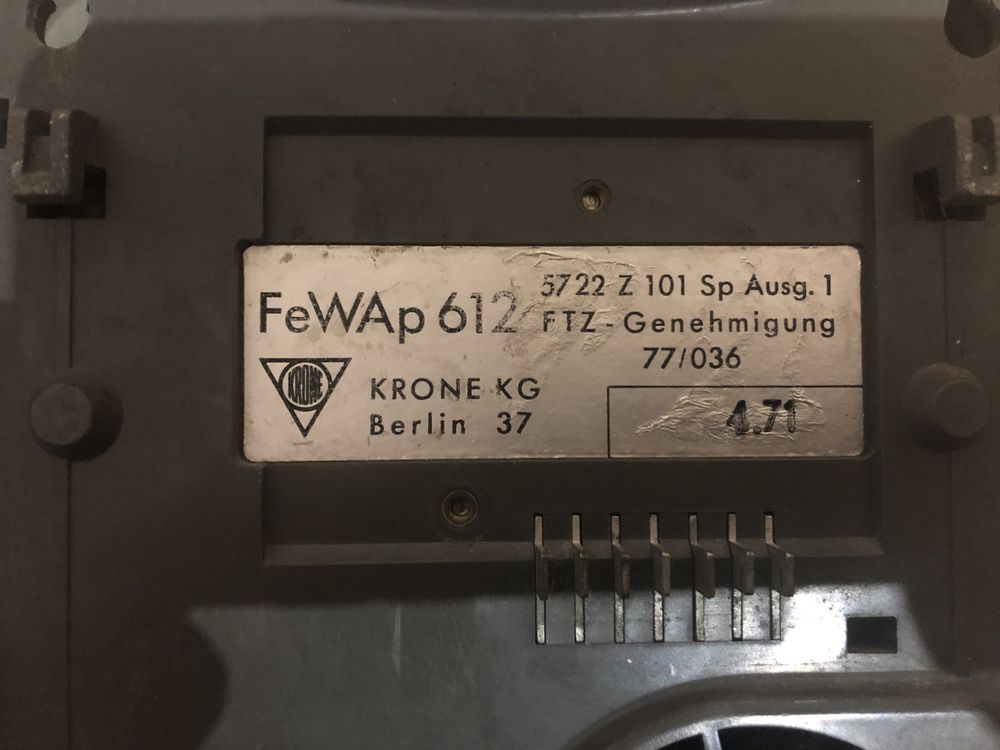 FeWAp 612
5722 Z 101 Sp Ausg. 1
FTZ - Genehmigung
77/036
KRONE
KRONE KG
Berlin 37
4.71